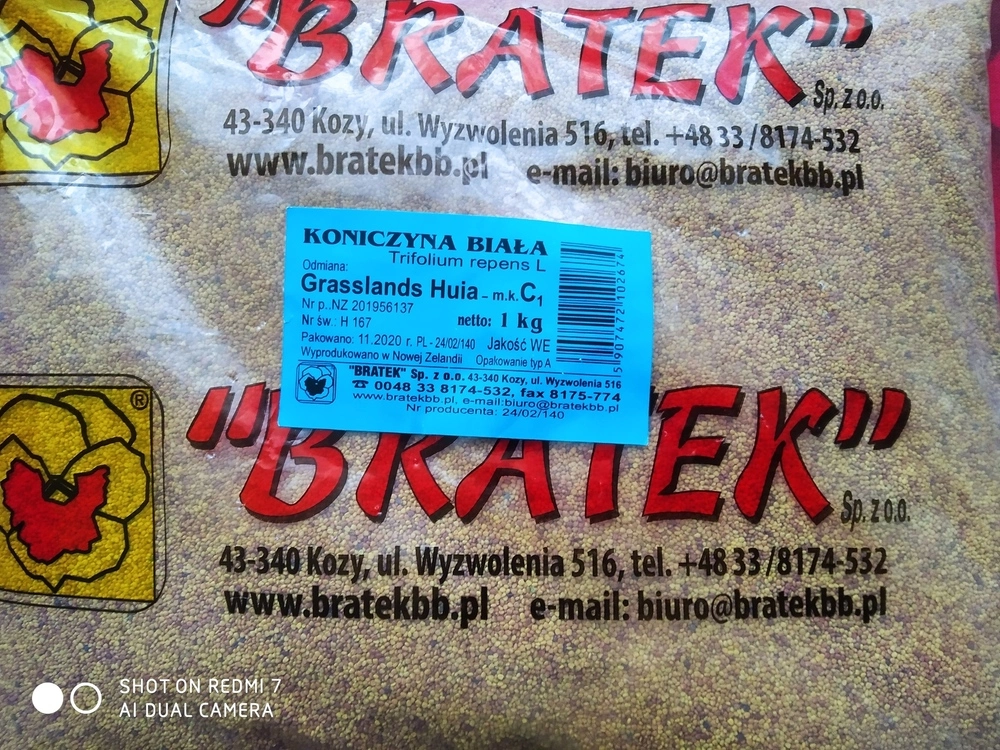 "BRATEK"
Sp. z o.o.
43-340 Kozy, ul. Wyzwolenia 516, tel. +48 33 /8174-532
www.bratekbb.pl e-mail: biuro@bratekbb.pl
KONICZYNA BIAŁA
Trifolium repens L
Odmiana:
Grasslands Huia – m.k. C1
Nr p..NZ 201956137
Nr św.: H 167 netto: 1 kg
Pakowano: 11.2020 r. PL - 24/02/140 Jakość WE
Wyprodukowano w Nowej Zelandii Opakowanie typ A
5907472102674
"BRATEK" Sp. z o.o. 43-340 Kozy, ul. Wyzwolenia 516
☎ 0048 33 8174-532, fax 8175-774
www.bratekbb.pl, e-mail:biuro@bratekbb.pl
Nr producenta: 24/02/140
®
"BRATEK"
Sp. z o.o.
43-340 Kozy, ul. Wyzwolenia 516, tel. +48 33 /8174-532
www.bratekbb.pl e-mail: biuro@bratekbb.pl
SHOT ON REDMI 7
AI DUAL CAMERA